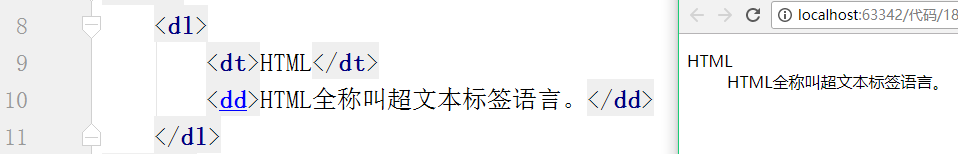 8 <dl>
9 <dt>HTML</dt>
10 <dd>HTML全称叫超文本标签语言。</dd>
11 </dl>
localhost:63342/代码/18
HTML
HTML全称叫超文本标签语言。